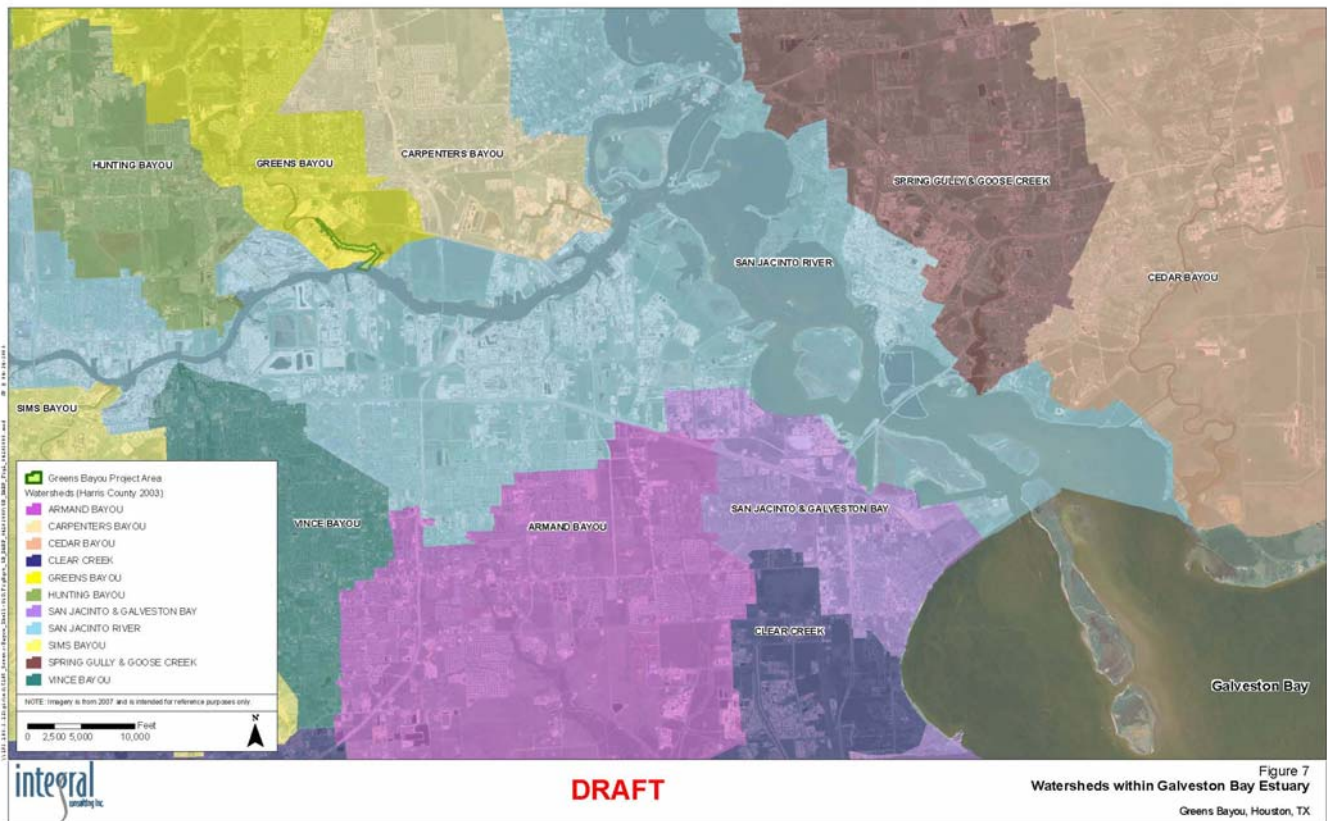 HUNTING BAYOU
GREENS BAYOU
CARPENTERS BAYOU
SPRING GULLY & GOOSE CREEK
SAN JACINTO RIVER
CEDAR BAYOU
SIMS BAYOU
VINCE BAYOU
ARMAND BAYOU
SAN JACINTO & GALVESTON BAY
CLEAR CREEK
Galveston Bay
Greens Bayou Project Area
Watersheds (Harris County 2003)
ARMAND BAYOU
CARPENTERS BAYOU
CEDAR BAYOU
CLEAR CREEK
GREENS BAYOU
HUNTING BAYOU
SAN JACINTO & GALVESTON BAY
SAN JACINTO RIVER
SIMS BAYOU
SPRING GULLY & GOOSE CREEK
VINCE BAYOU
NOTE: Imagery is from 2007 and is intended for reference purposes only
Feet
0 2,500 5,000 10,000
N
integral
consulting inc.
DRAFT
Figure 7
Watersheds within Galveston Bay Estuary
Greens Bayou, Houston, TX